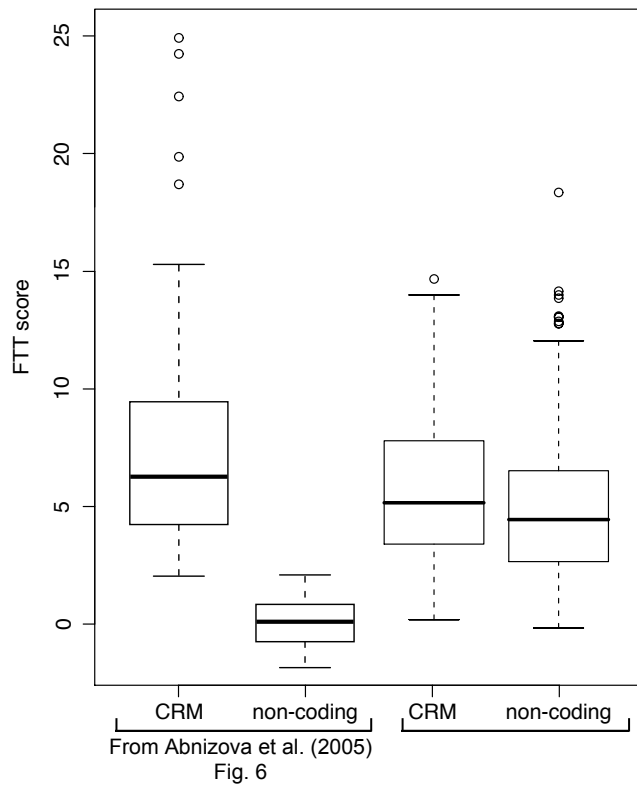 25
20
15
10
5
0
FTT score
CRM non-coding CRM non-coding
From Abnizova et al. (2005)
Fig. 6